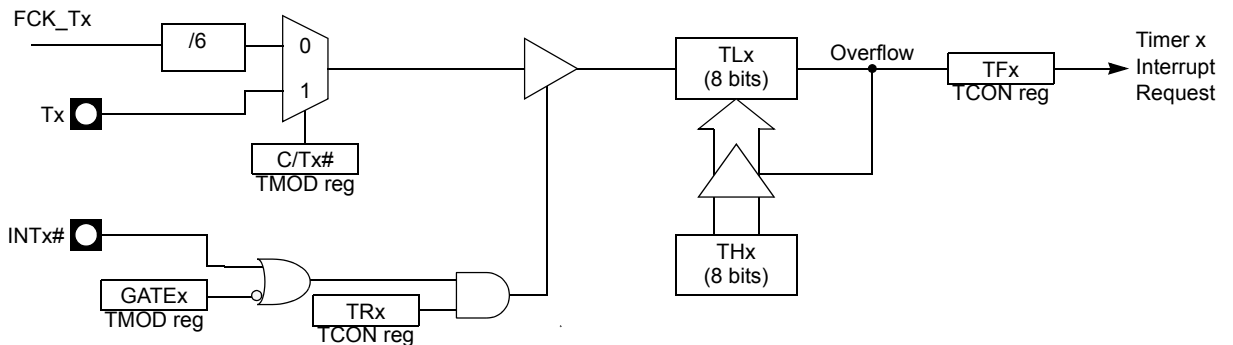 FCK_Tx
/6
0
1
Tx
C/Tx#
TMOD reg
TLx
(8 bits)
Overflow
TFx
TCON reg
Timer x
Interrupt
Request
INTx#
GATEx
TMOD reg
TRx
TCON reg
THx
(8 bits)